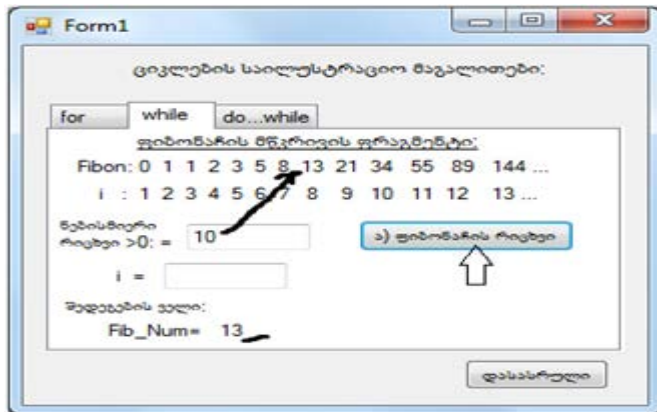 Form1
ციკლების საილუსტრაციო მაგალითები:
for while do...while
ფიბონაჩის მწკრივის ფრაგმენტი:
Fibon: 0 1 1 2 3 5 8 13 21 34 55 89 144 ...
i : 1 2 3 4 5 6 7 8 9 10 11 12 13 ...
ნებისმიერი
რიცხვი >0: = 10
ა) ფიბონაჩის რიცხვი
i =
შედეგების ველი:
Fib_Num= 13
დასასრული